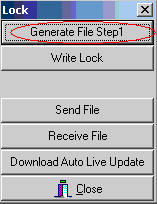 Lock
Generate File Step1
Write Lock
Send File
Receive File
Download Auto Live Update
Close